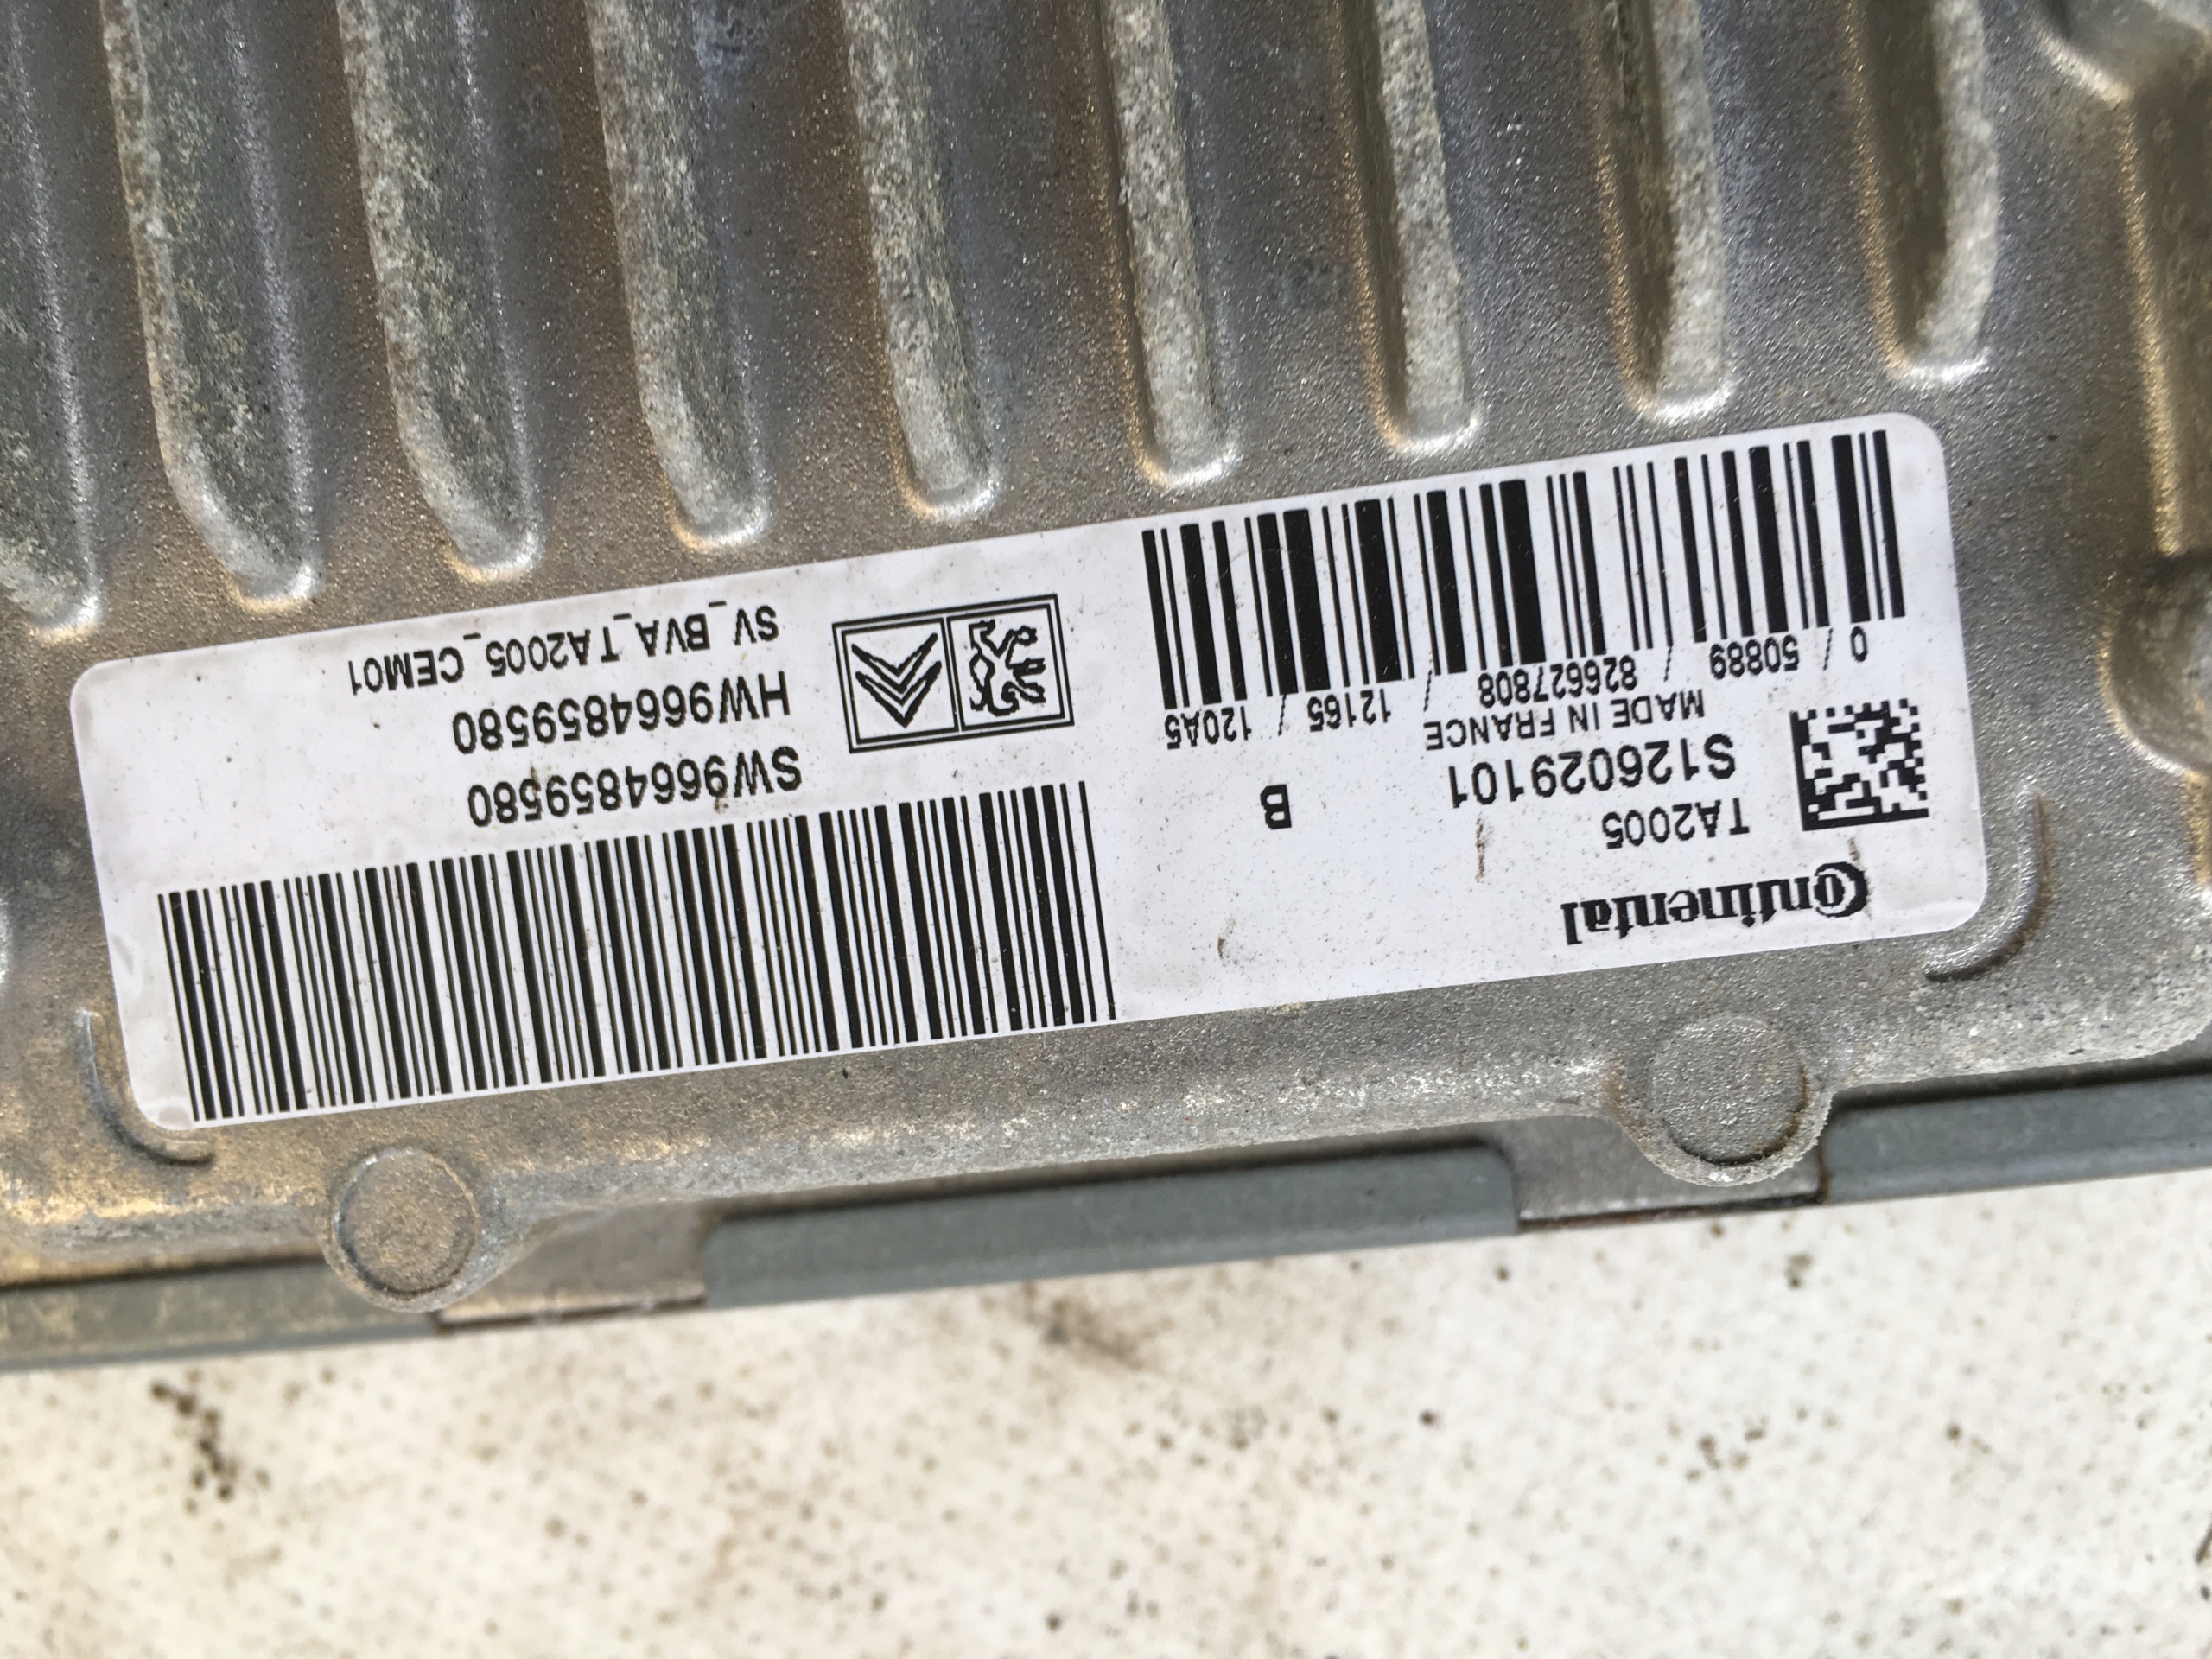 Continental
TA2005
S126029101 B
MADE IN FRANCE
0 / 50889 / 826627808 / 12165 / 120A5
SW9664859580
HW9664859580
SV_BVA_TA2005_CEM01